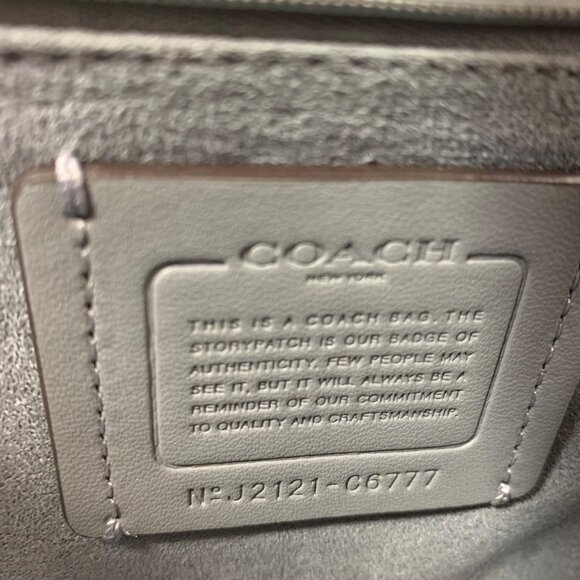 COACH
NEW YORK
THIS IS A COACH BAG. THE
STORYPATCH IS OUR BADGE OF
AUTHENTICITY. FEW PEOPLE MAY
SEE IT, BUT IT WILL ALWAYS BE A
REMINDER OF OUR COMMITMENT
TO QUALITY AND CRAFTSMANSHIP.
Nº J2121-C6777